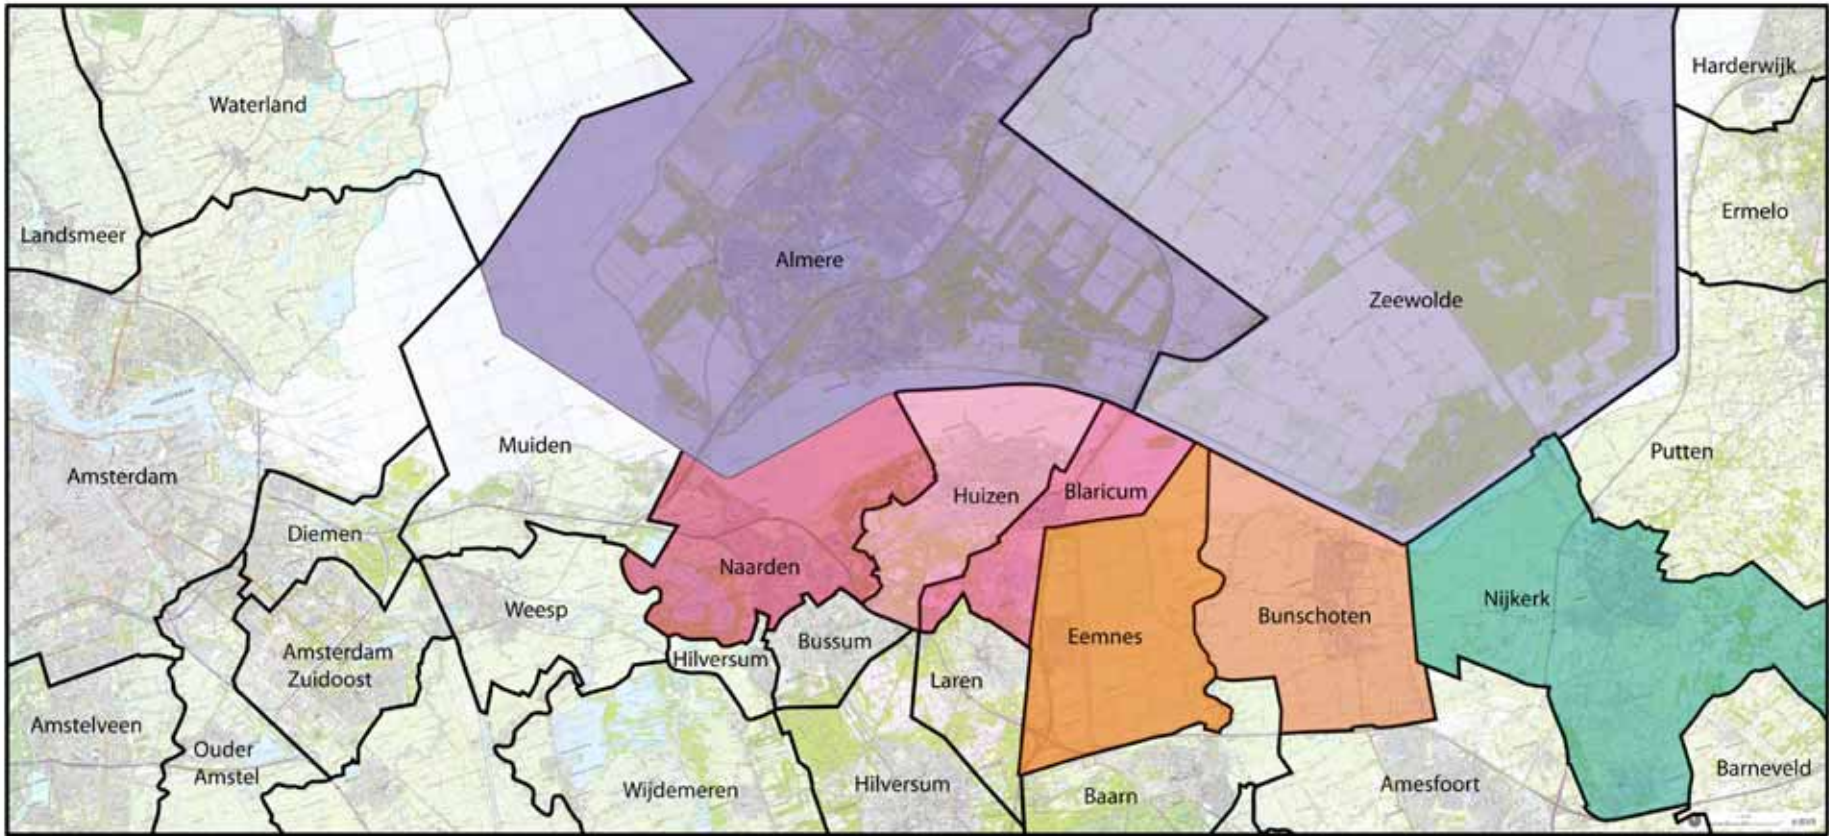 Harderwijk
Waterland
Ermelo
Landsmeer
Almere
Zeewolde
Muiden
Putten
Amsterdam
Huizen
Blaricum
Diemen
Naarden
Nijkerk
Weesp
Bunschoten
Eemnes
Bussum
Amsterdan
Zuidoost
Hilversum
Laren
Amstelveen
Ouder
Amstel
Barneveld
Hilversum
Amesfoort
Wijdemeren
Baarn